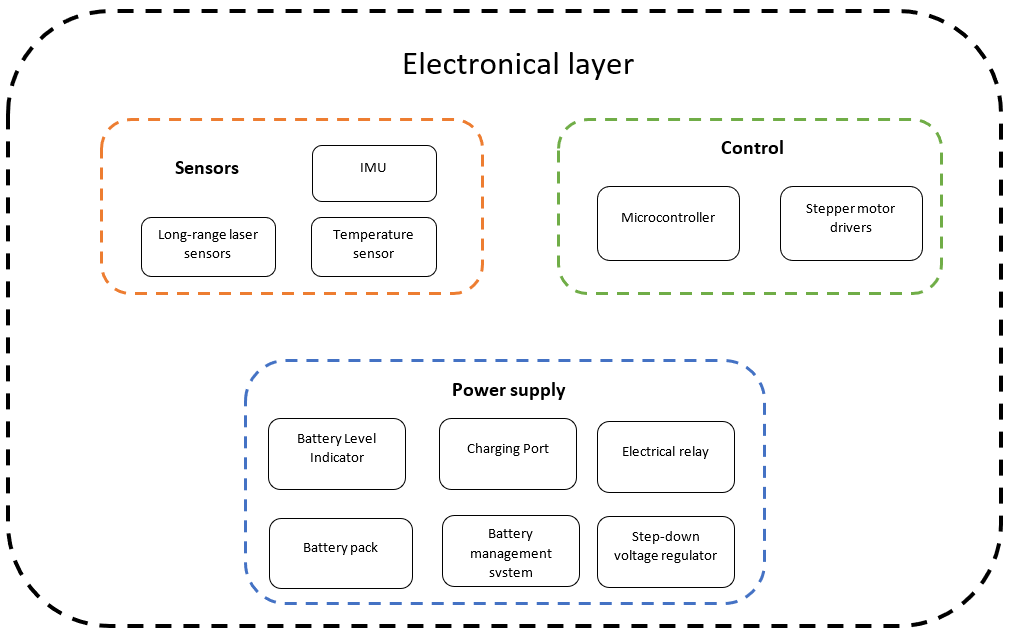 Electronical layer
Sensors
IMU
Long-range laser
sensors
Temperature
sensor
Control
Microcontroller
Stepper motor
drivers
Power supply
Battery Level
Indicator
Charging Port
Electrical relay
Battery pack
Battery
management
system
Step-down
voltage regulator